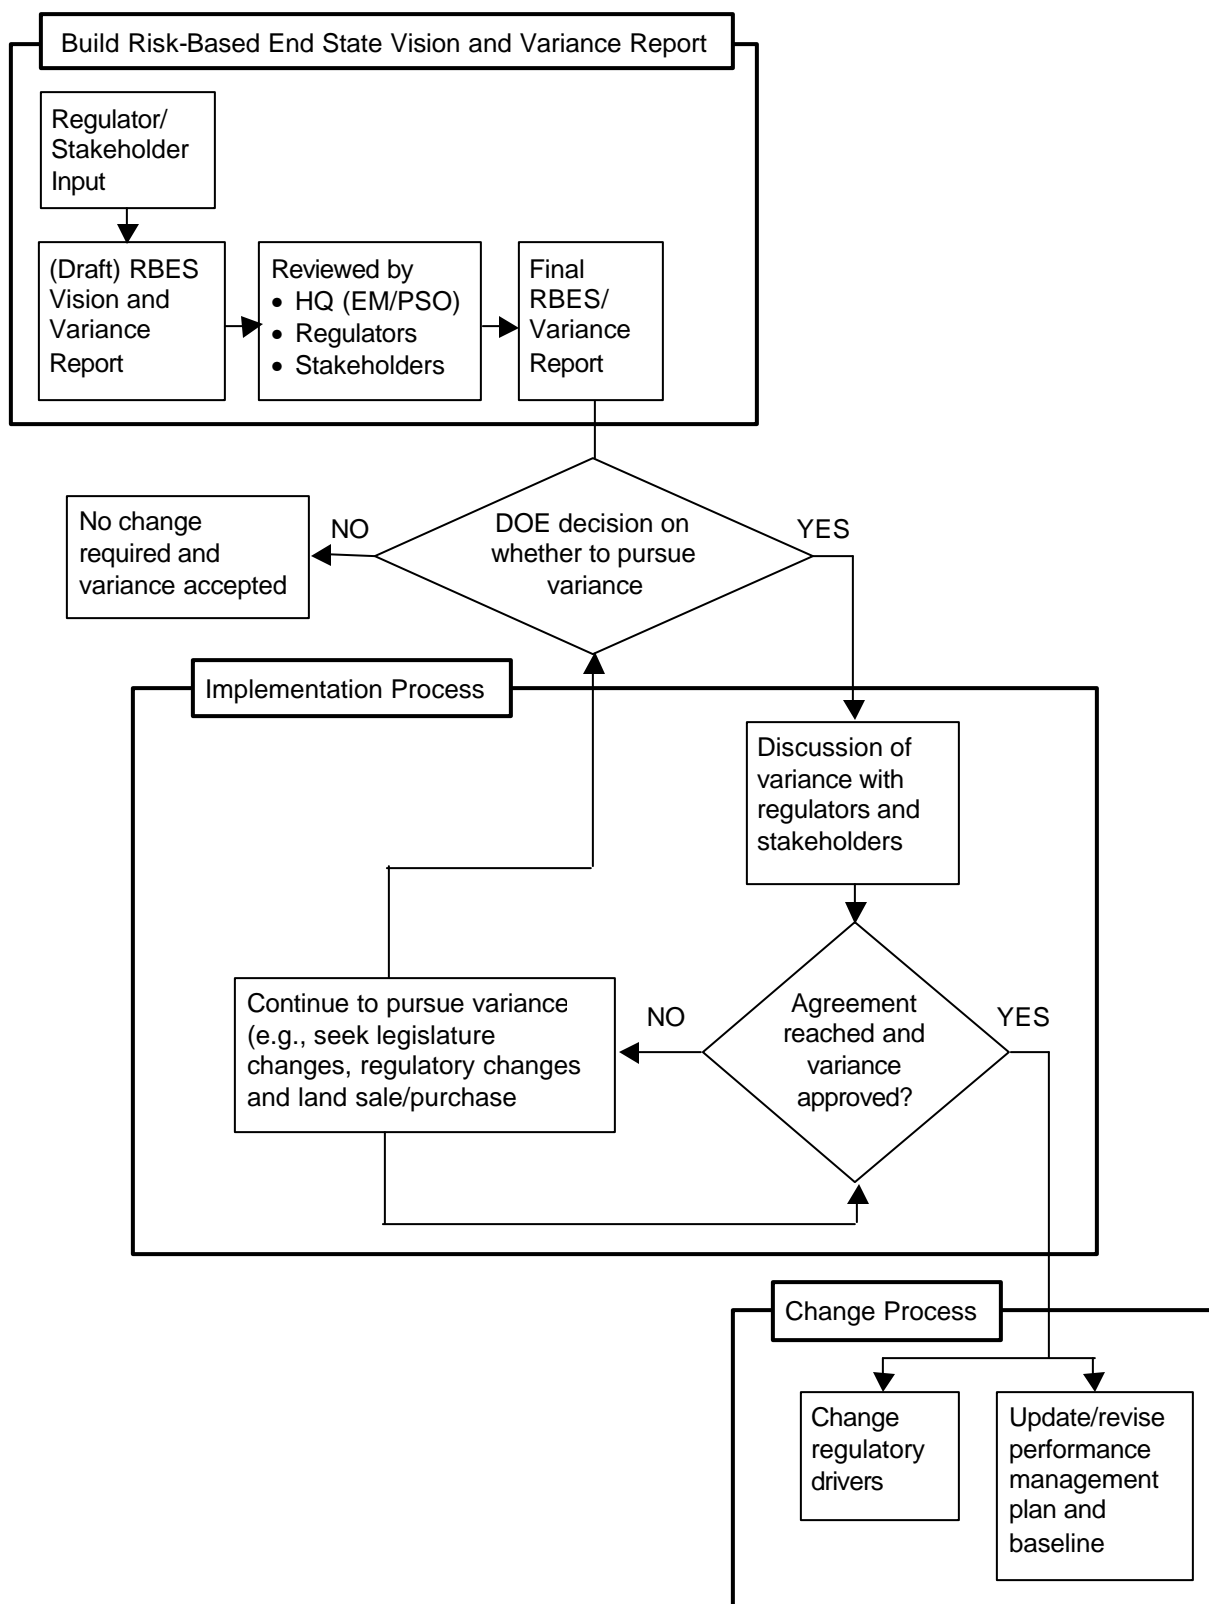 Build Risk-Based End State Vision and Variance Report
Regulator/
Stakeholder
Input
(Draft) RBES
Vision and
Variance
Report
Reviewed by
• HQ (EM/PSO)
• Regulators
• Stakeholders
Final
RBES/
Variance
Report
No change
required and
variance accepted
NO
DOE decision on
whether to pursue
variance
YES
Implementation Process
Discussion of
variance with
regulators and
stakeholders
Continue to pursue variance
(e.g., seek legislature
changes, regulatory changes
and land sale/purchase
NO
Agreement
reached and
variance
approved?
YES
Change Process
Change
regulatory
drivers
Update/revise
performance
management
plan and
baseline